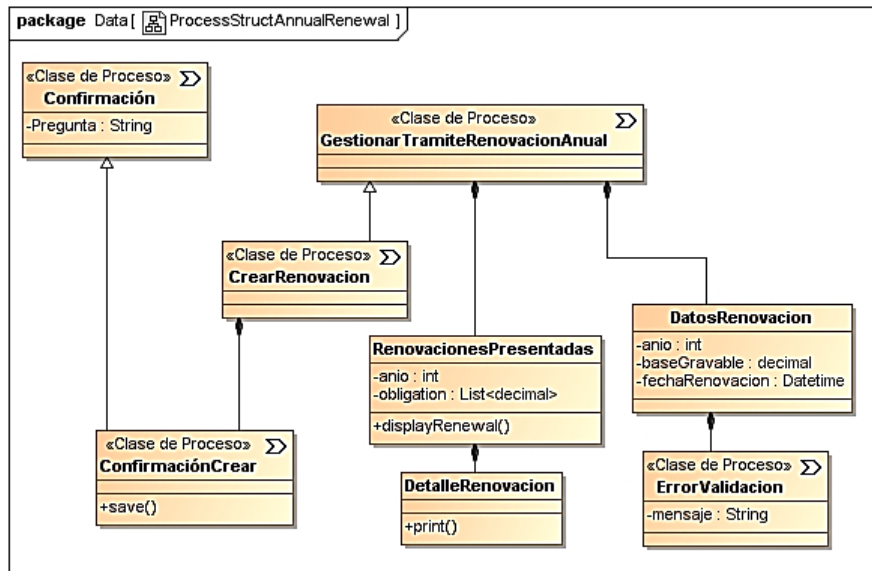 package Data[ ProcessStructAnnualRenewal ]
«Clase de Proceso»
Confirmación
-Pregunta : String
«Clase de Proceso»
GestionarTramiteRenovacionAnual
«Clase de Proceso»
CrearRenovacion
RenovacionesPresentadas
-anio : int
-obligation : List<decimal>
+displayRenewal()
DatosRenovacion
-anio : int
-baseGravable : decimal
-fechaRenovacion : Datetime
«Clase de Proceso»
ConfirmaciónCrear
+save()
DetalleRenovacion
+print()
«Clase de Proceso»
ErrorValidacion
-mensaje : String